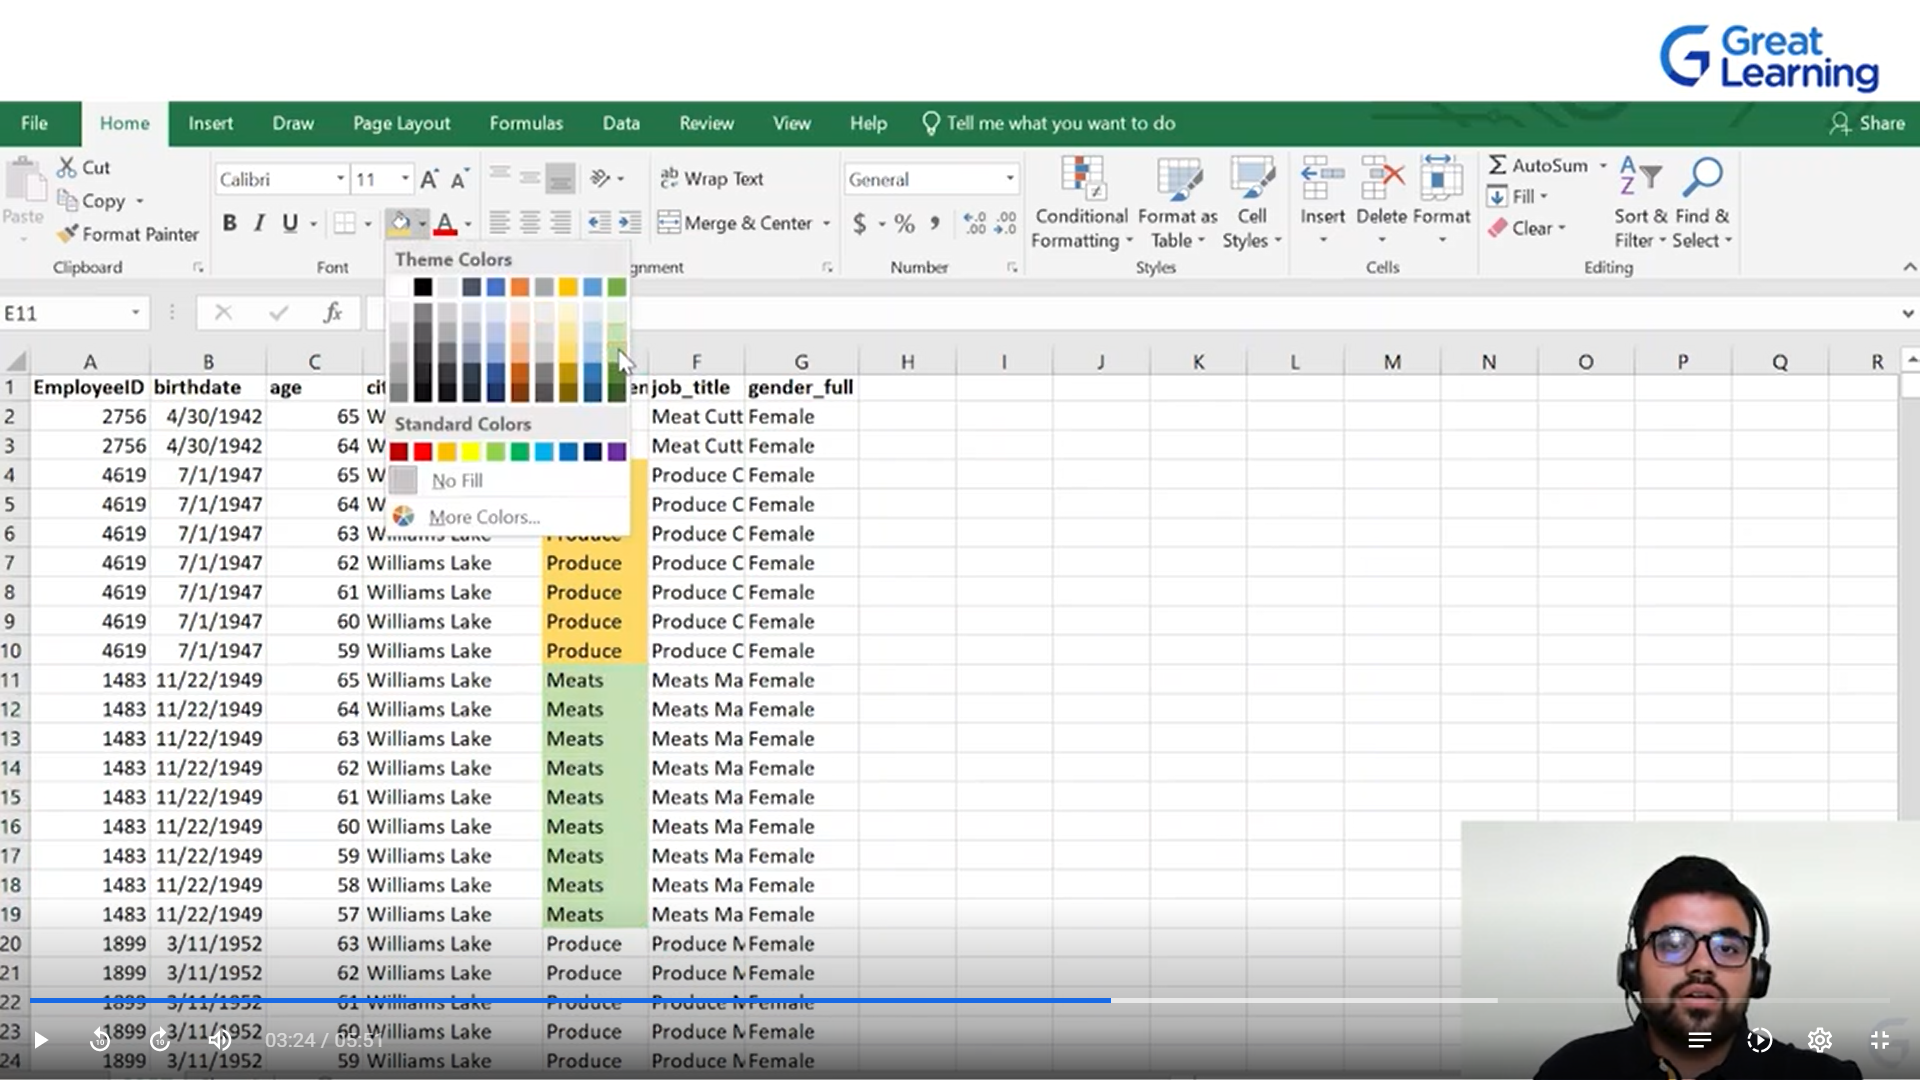 Great
Learning
File Home Insert Draw Page Layout Formulas Data Review View Help Tell me what you want to do Share
Cut
Copy
Paste
Format Painter
Clipboard
Calibri 11 A A
B I U A
Font
ab Wrap Text
Merge & Center
gnment
General
$ % , .00 .00
Number
Conditional Formatting
Format as Table
Cell Styles
Styles
Insert Delete Format
Cells
AutoSum
Fill
Clear
Sort & Filter
Find & Select
Editing
Theme Colors
Standard Colors
No Fill
More Colors...
E11 fx
A B C F G H I J K L M N O P Q R
1 EmployeeID birthdate age cit en job_title gender_full
2 2756 4/30/1942 65 W Meat Cutt Female
3 2756 4/30/1942 64 W Meat Cutt Female
4 4619 7/1/1947 65 W Produce C Female
5 4619 7/1/1947 64 W Produce C Female
6 4619 7/1/1947 63 Williams Lake Produce Produce C Female
7 4619 7/1/1947 62 Williams Lake Produce Produce C Female
8 4619 7/1/1947 61 Williams Lake Produce Produce C Female
9 4619 7/1/1947 60 Williams Lake Produce Produce C Female
10 4619 7/1/1947 59 Williams Lake Produce Produce C Female
11 1483 11/22/1949 65 Williams Lake Meats Meats Ma Female
12 1483 11/22/1949 64 Williams Lake Meats Meats Ma Female
13 1483 11/22/1949 63 Williams Lake Meats Meats Ma Female
14 1483 11/22/1949 62 Williams Lake Meats Meats Ma Female
15 1483 11/22/1949 61 Williams Lake Meats Meats Ma Female
16 1483 11/22/1949 60 Williams Lake Meats Meats Ma Female
17 1483 11/22/1949 59 Williams Lake Meats Meats Ma Female
18 1483 11/22/1949 58 Williams Lake Meats Meats Ma Female
19 1483 11/22/1949 57 Williams Lake Meats Meats Ma Female
20 1899 3/11/1952 63 Williams Lake Produce Produce M Female
21 1899 3/11/1952 62 Williams Lake Produce Produce M Female
22 1899 3/11/1952 61 Williams Lake Produce Produce M Female
23 1899 3/11/1952 60 Williams Lake Produce Produce M Female
24 1899 3/11/1952 59 Williams Lake Produce Produce M Female
03:24 / 05:51